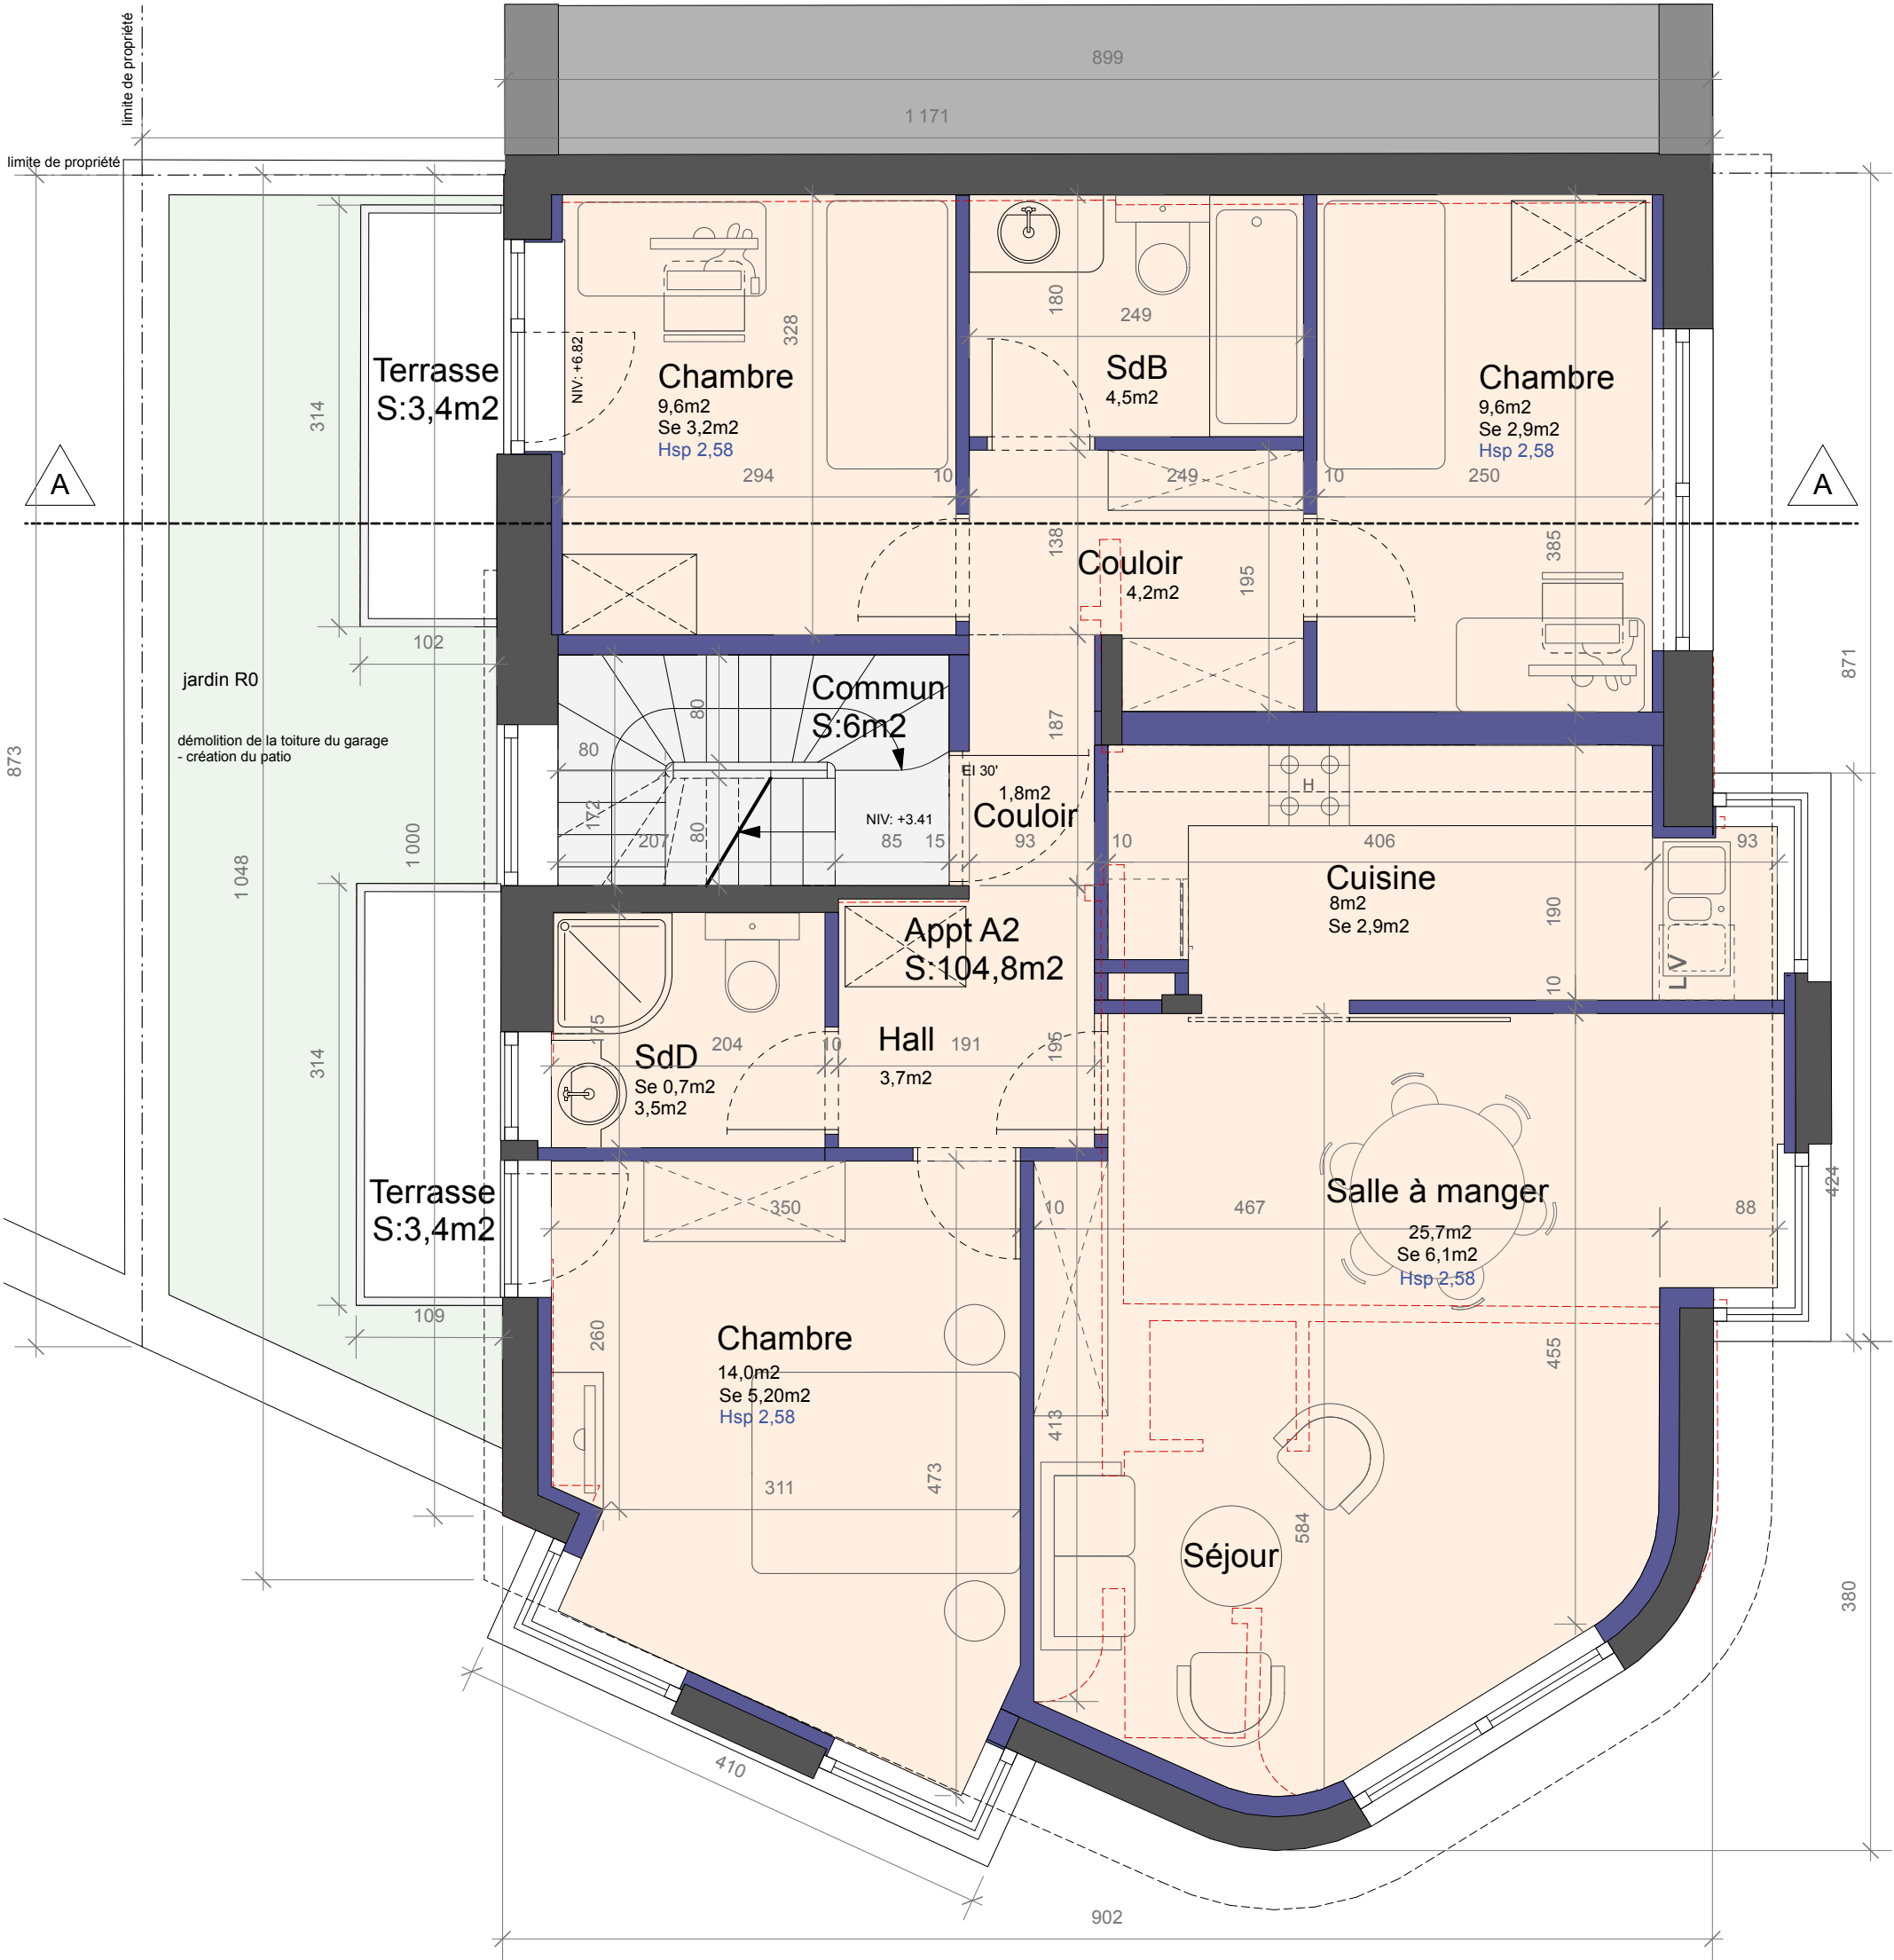 899
1 171
limite de propriété
limite de propriété
Terrasse
S:3,4m2
314
102
NIV: +6.82
Chambre
9,6m2
Se 3,2m2
Hsp 2,58
328
294
10
180
249
SdB
4,5m2
249
10
138
Couloir
4,2m2
195
Chambre
9,6m2
Se 2,9m2
Hsp 2,58
250
385
A
A
jardin R0
démolition de la toiture du garage
- création du patio
873
1 048
1 000
871
Commun
S:6m2
80
80
172
207
80
NIV: +3.41
85
15
187
EI 30'
1,8m2
Couloir
93
10
H
406
93
Cuisine
8m2
Se 2,9m2
190
10
LV
Appt A2
S:104,8m2
175
204
10
SdD
Se 0,7m2
3,5m2
Hall
3,7m2
191
195
314
Terrasse
S:3,4m2
109
350
10
467
Salle à manger
25,7m2
Se 6,1m2
Hsp 2,58
88
424
260
Chambre
14,0m2
Se 5,20m2
Hsp 2,58
311
473
413
455
584
Séjour
380
410
902